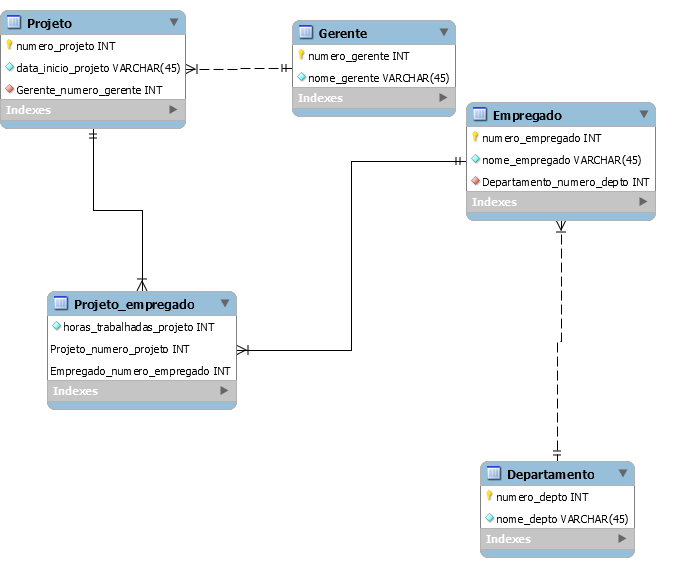 Projeto
numero_projeto INT
data_inicio_projeto VARCHAR(45)
Gerente_numero_gerente INT
Indexes
Gerente
numero_gerente INT
nome_gerente VARCHAR(45)
Indexes
Empregado
numero_empregado INT
nome_empregado VARCHAR(45)
Departamento_numero_depto INT
Indexes
Projeto_empregado
horas_trabalhadas_projeto INT
Projeto_numero_projeto INT
Empregado_numero_empregado INT
Indexes
Departamento
numero_depto INT
nome_depto VARCHAR(45)
Indexes